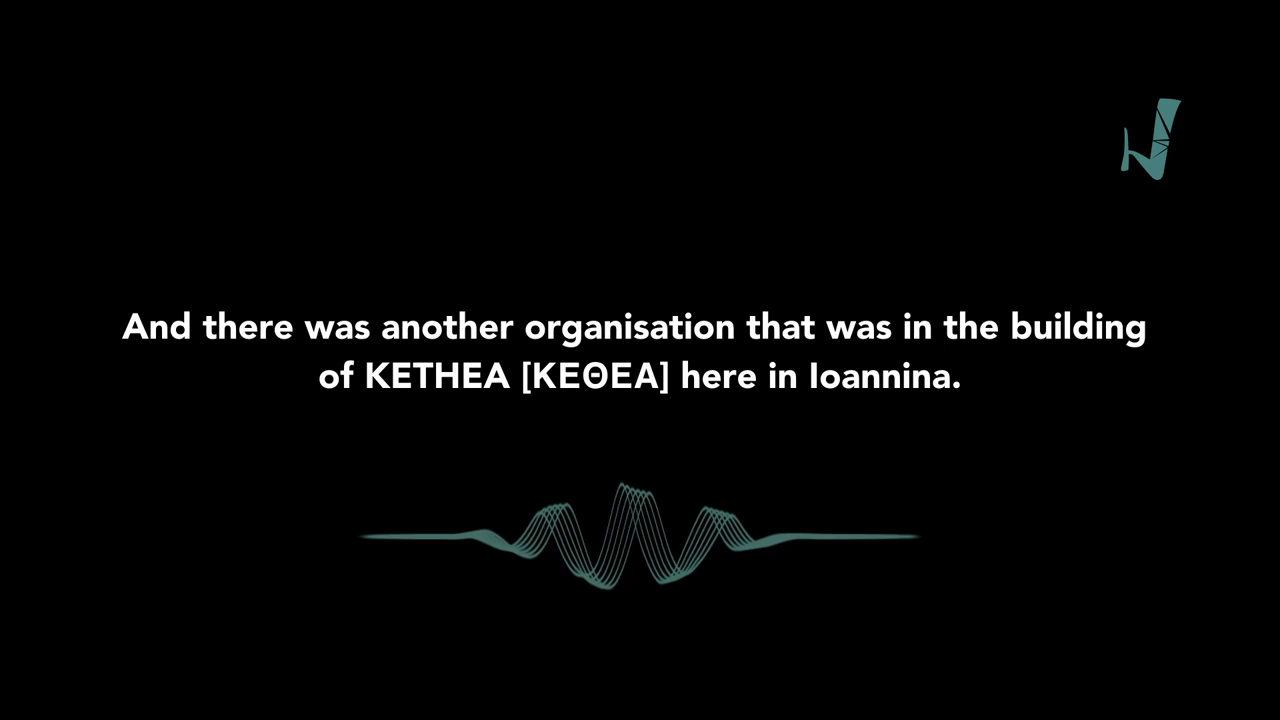 And there was another organisation that was in the building
of KETHEA [ΚΕΘΕΑ] here in Ioannina.